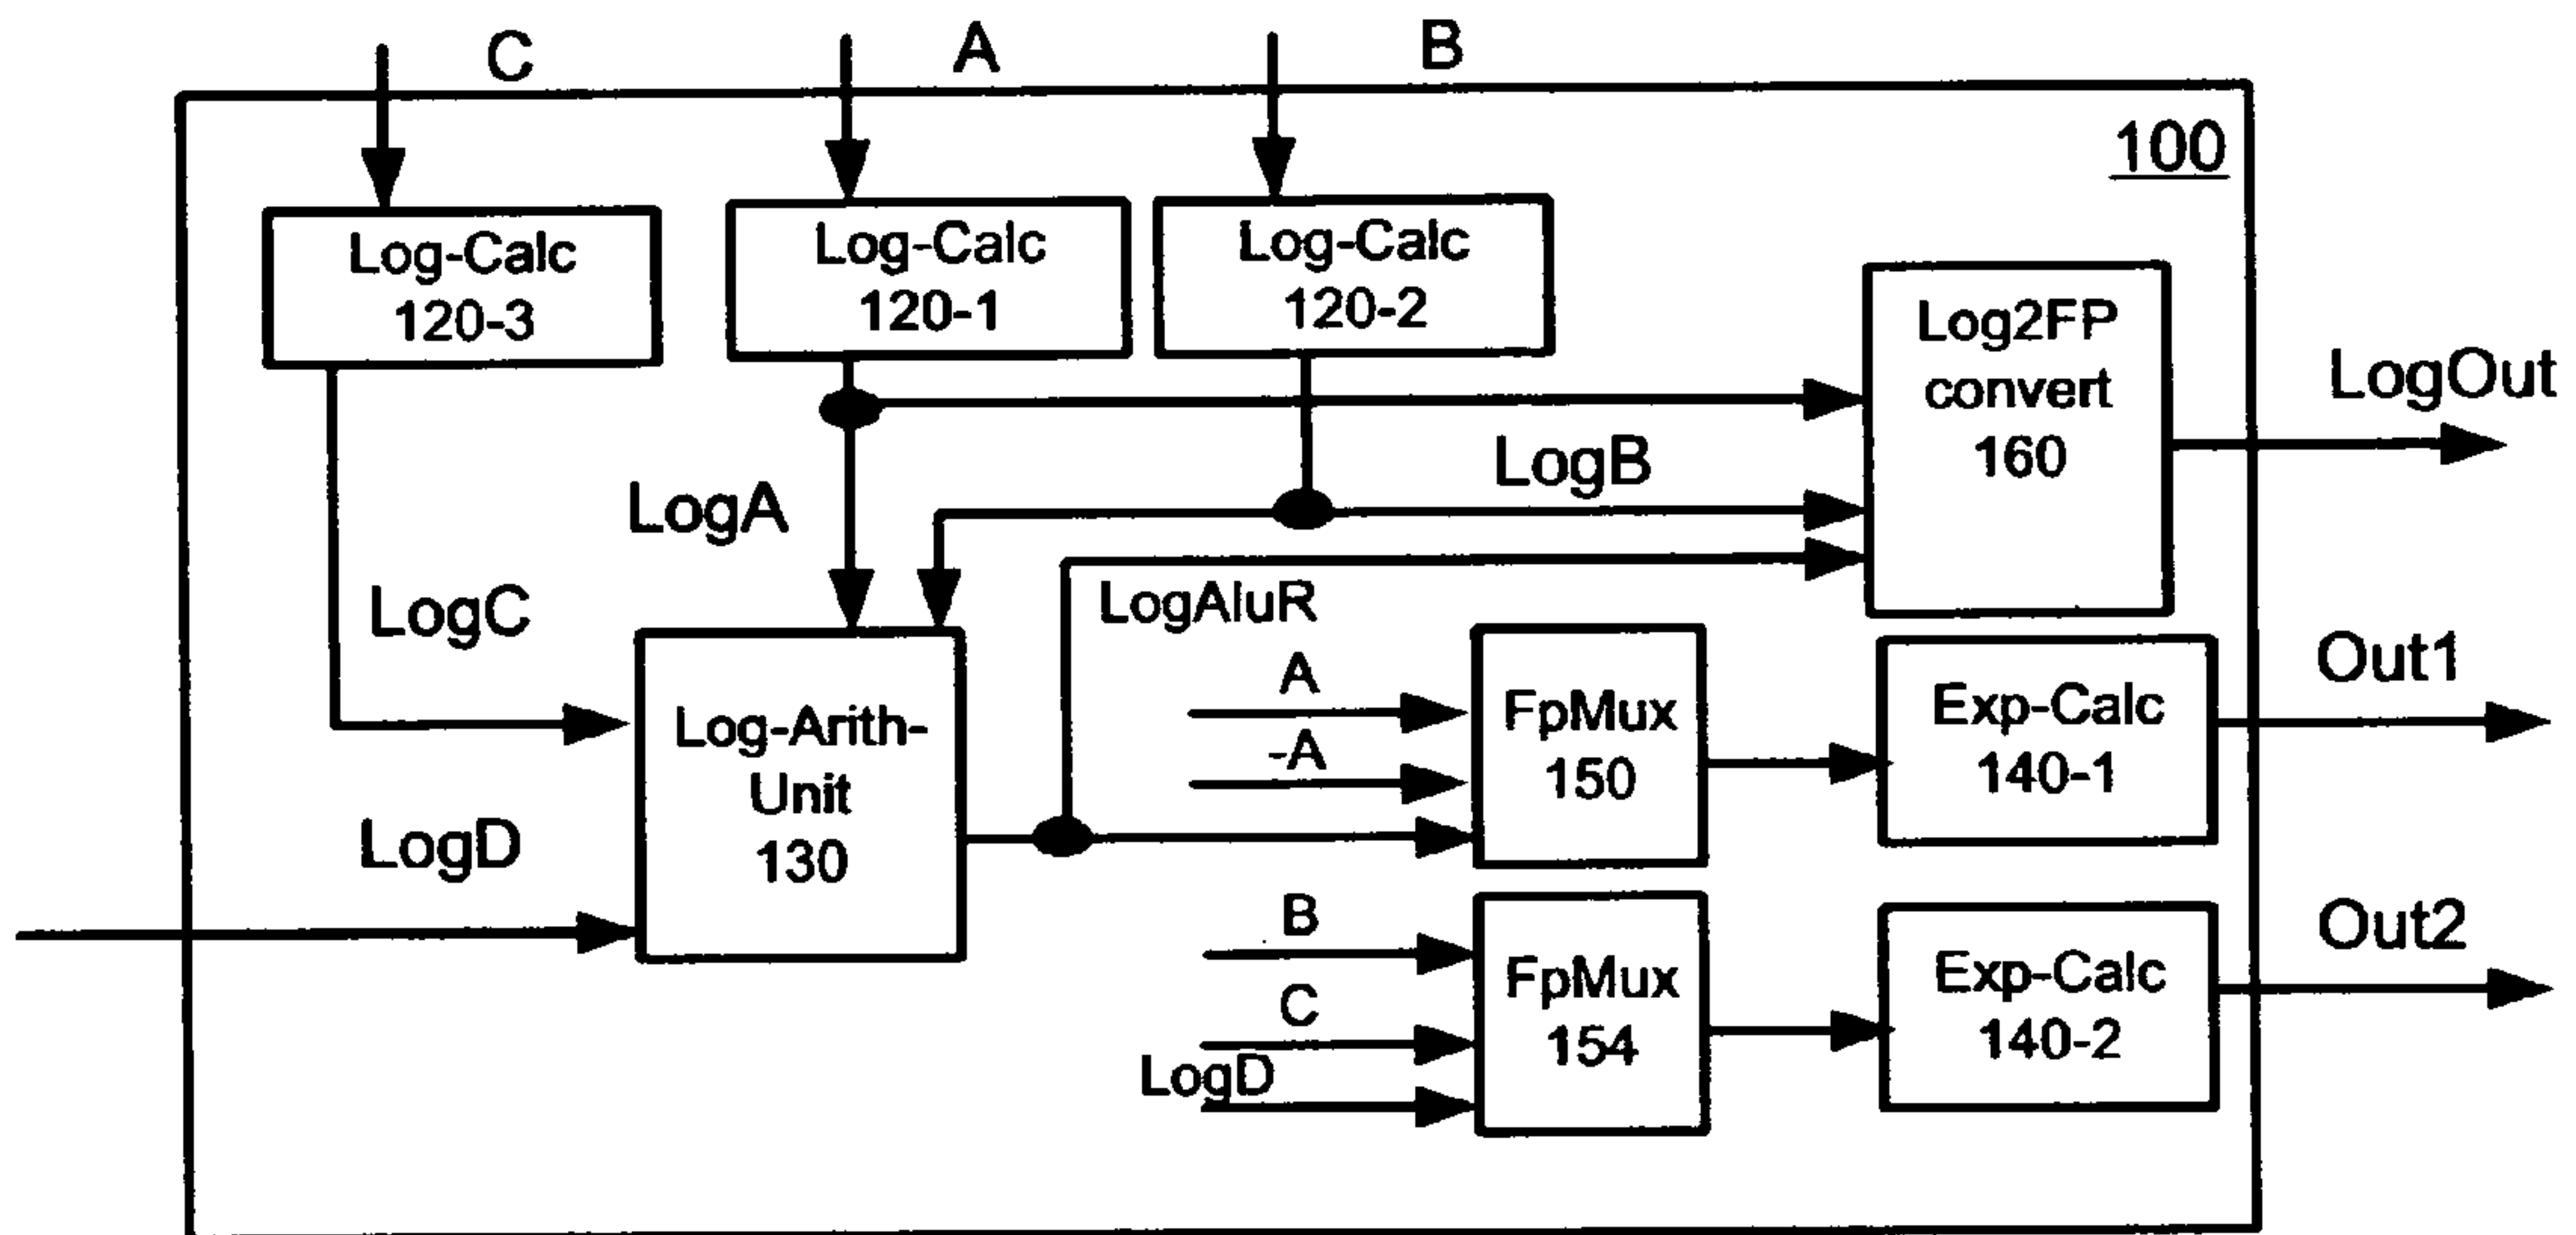 C
A
B
100
Log-Calc
120-3
Log-Calc
120-1
Log-Calc
120-2
Log2FP
convert
160
LogOut
LogA
LogB
LogC
LogAluR
Log-Arith-
Unit
130
LogD
A
-A
FpMux
150
Exp-Calc
140-1
Out1
B
C
LogD
FpMux
154
Exp-Calc
140-2
Out2